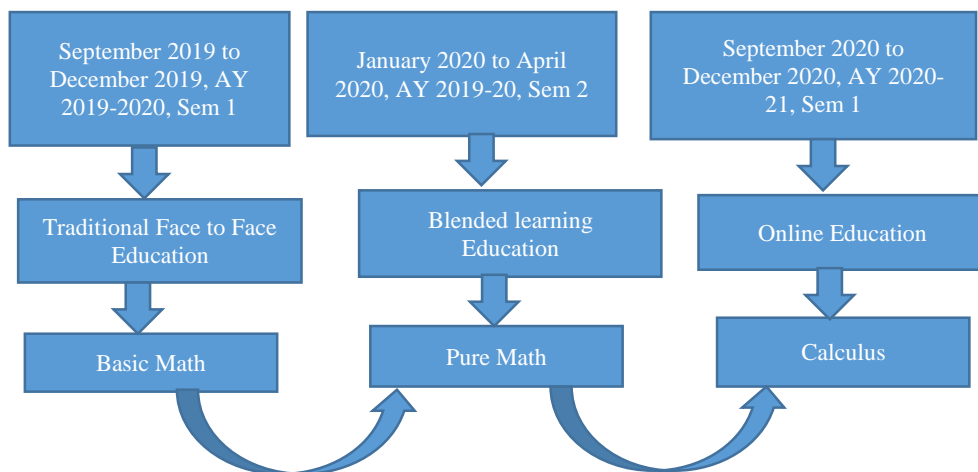 September 2019 to
December 2019, AY
2019-2020, Sem 1
January 2020 to April
2020, AY 2019-20, Sem 2
September 2020 to
December 2020, AY 2020-
21, Sem 1
Traditional Face to Face
Education
Blended learning
Education
Online Education
Basic Math
Pure Math
Calculus